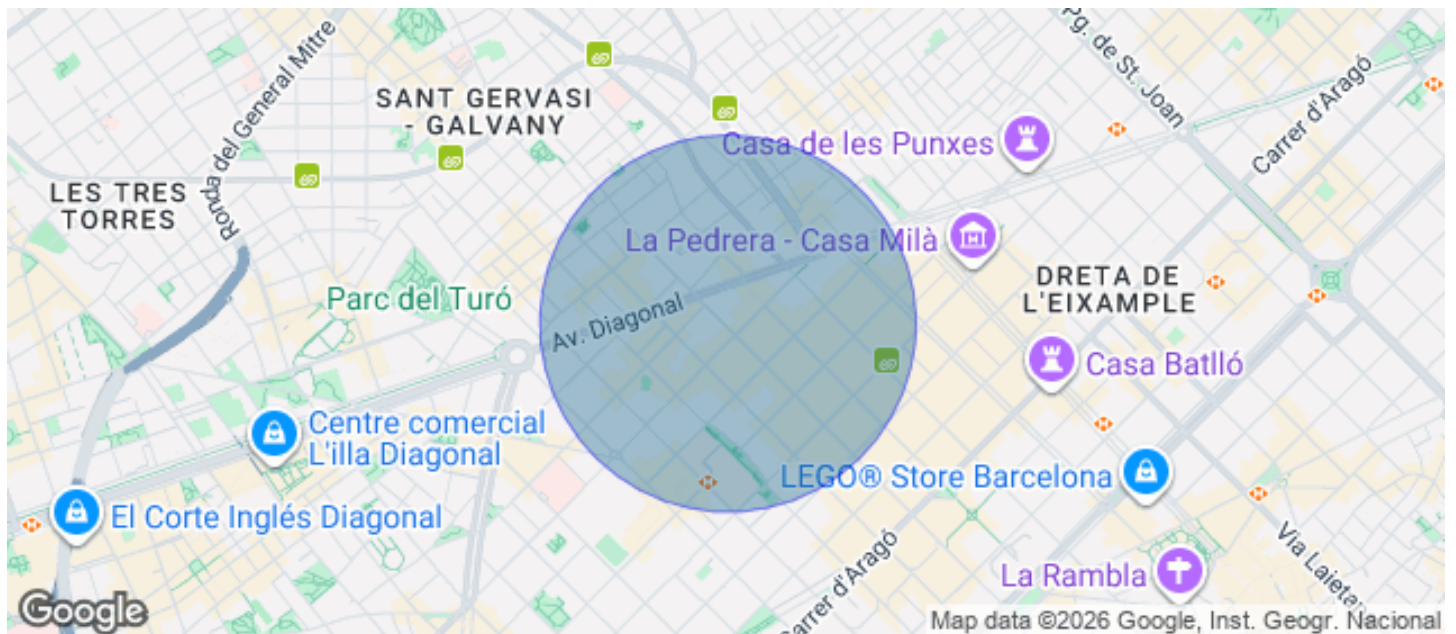 Ronda del General Mitre
SANT GERVASI
- GALVANY
Pg. de St. Joan
Carrer d'Aragó
Casa de les Punxes
LES TRES
TORRES
La Pedrera - Casa Milà
Parc del Turó
Av. Diagonal
DRETA DE
L'EIXAMPLE
Casa Batlló
Centre comercial
L'illa Diagonal
LEGO® Store Barcelona
El Corte Inglés Diagonal
Carrer d'Aragó
Via Laietan
La Rambla
Google
Map data ©2026 Google, Inst. Geogr. Nacional